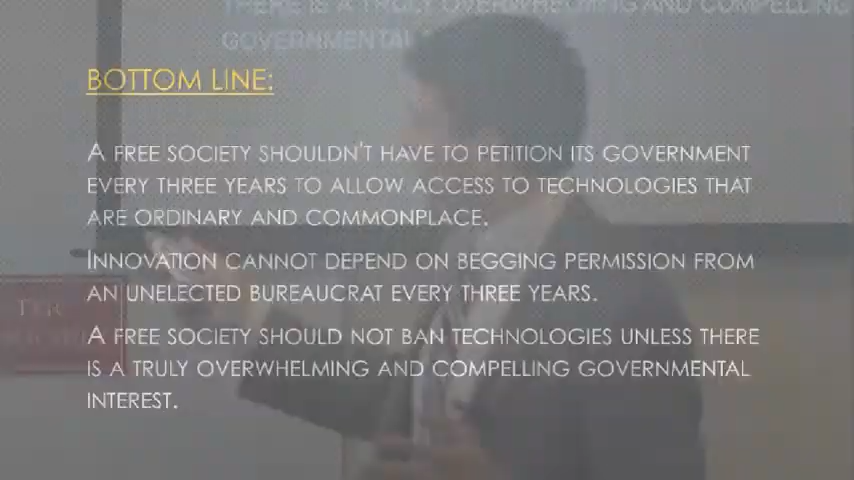 THERE IS A TRULY OVERWHELMING AND COMPELLING
GOVERNMENTAL
BOTTOM LINE:
A FREE SOCIETY SHOULDN'T HAVE TO PETITION ITS GOVERNMENT
EVERY THREE YEARS TO ALLOW ACCESS TO TECHNOLOGIES THAT
ARE ORDINARY AND COMMONPLACE.
INNOVATION CANNOT DEPEND ON BEGGING PERMISSION FROM
AN UNELECTED BUREAUCRAT EVERY THREE YEARS.
A FREE SOCIETY SHOULD NOT BAN TECHNOLOGIES UNLESS THERE
IS A TRULY OVERWHELMING AND COMPELLING GOVERNMENTAL
INTEREST.